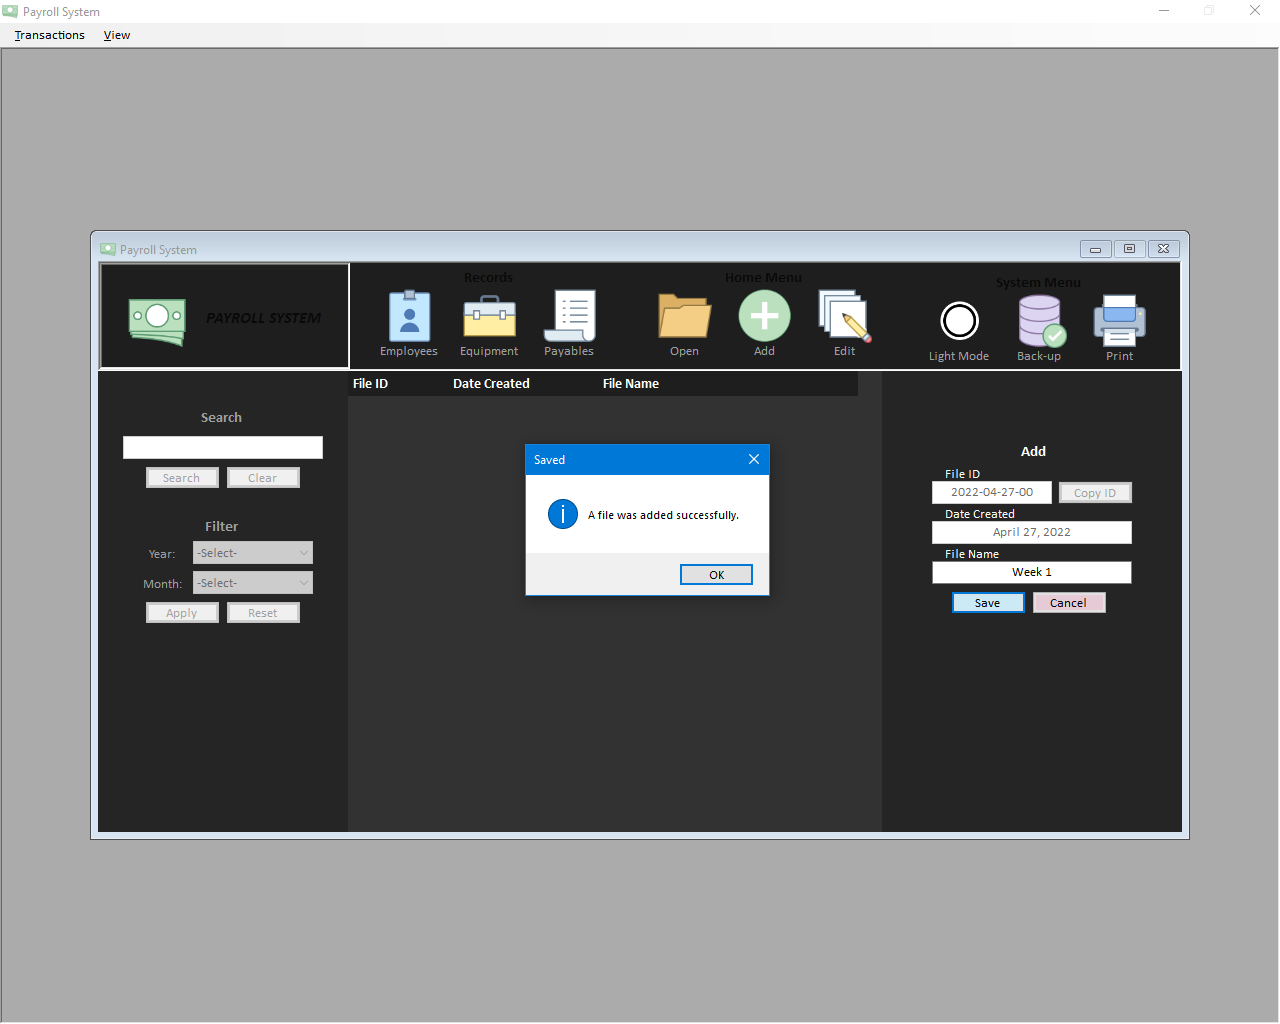 Payroll System
Transactions View
Payroll System
PAYROLL SYSTEM
Records
Employees Equipment Payables
Home Menu
Open Add Edit
System Menu
Light Mode Back-up Print
Search
Search Clear
Filter
Year: -Select-
Month: -Select-
Apply Reset
File ID Date Created File Name
Saved
A file was added successfully.
OK
Add
File ID
2022-04-27-00 Copy ID
Date Created
April 27, 2022
File Name
Week 1
Save Cancel